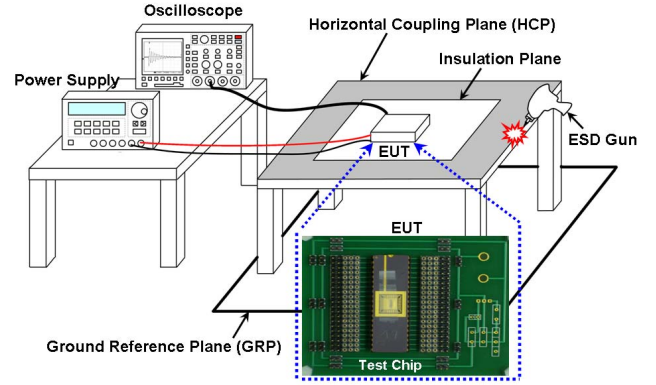 Oscilloscope
Horizontal Coupling Plane (HCP)
Insulation Plane
Power Supply
ESD Gun
EUT
EUT
Ground Reference Plane (GRP)
Test Chip